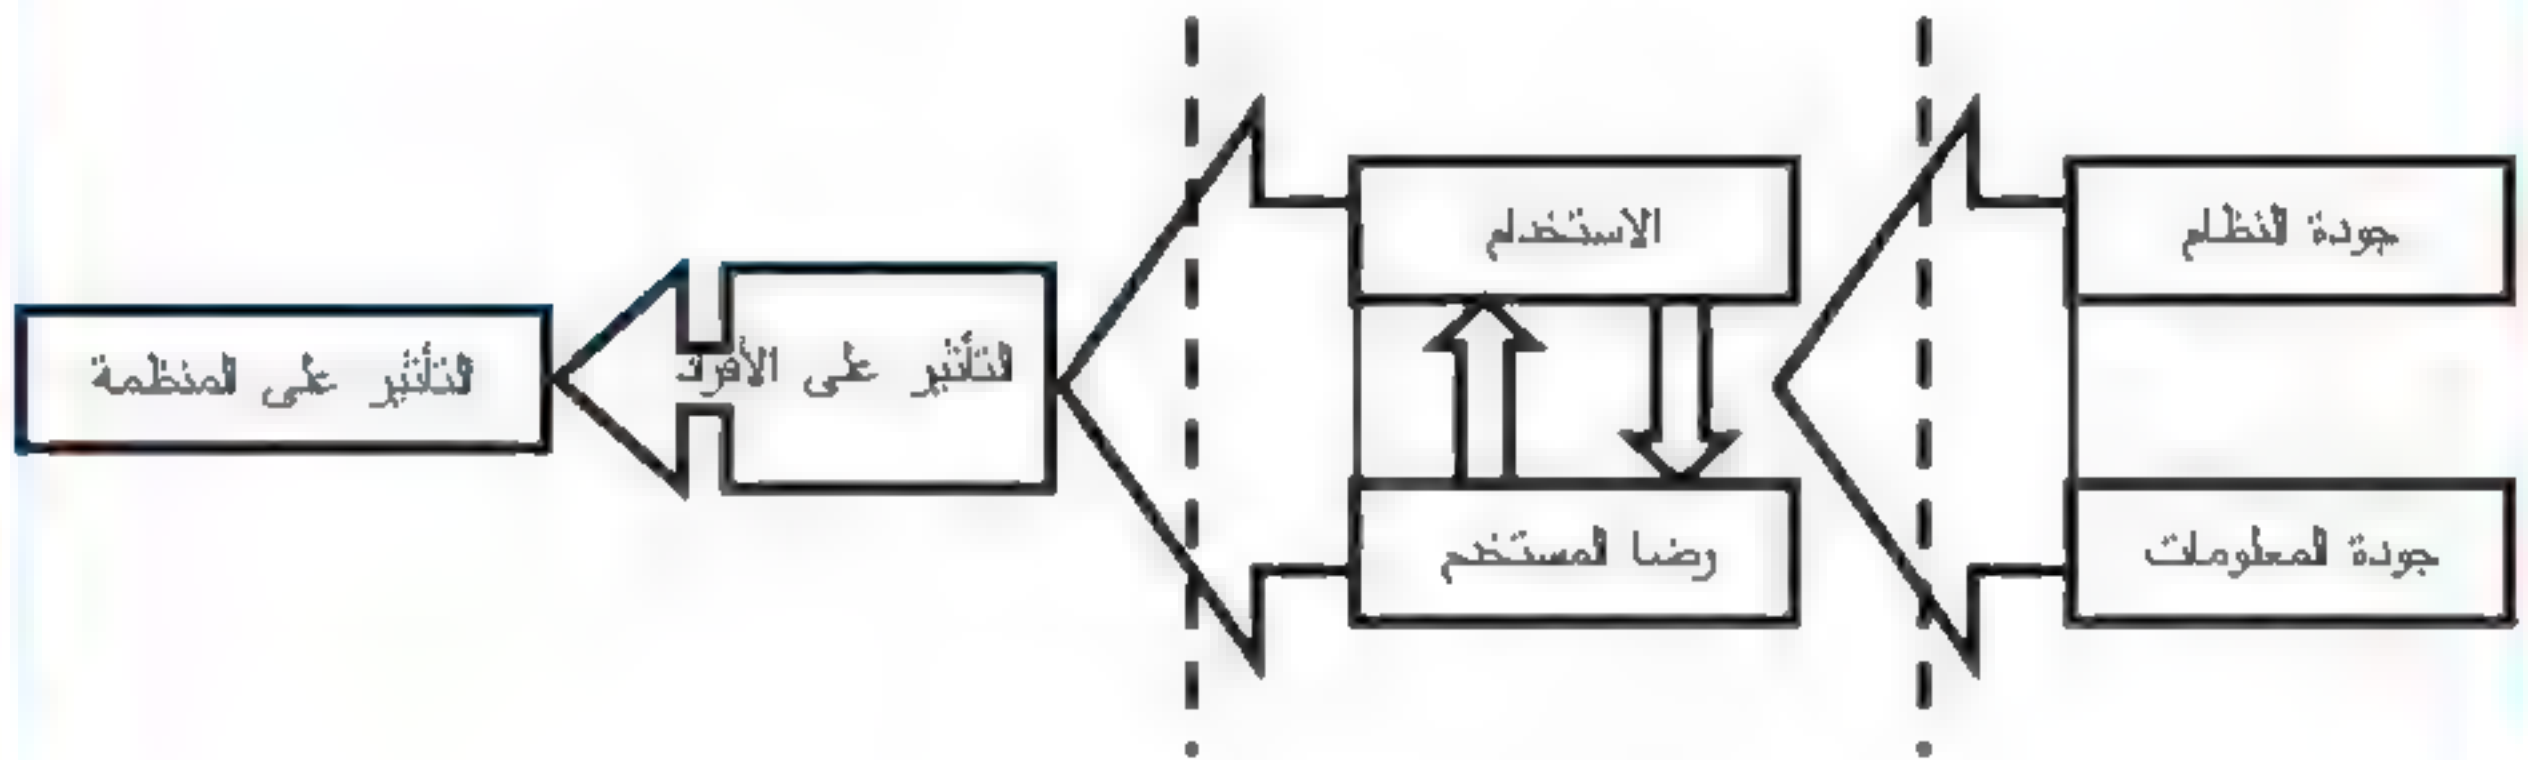 جودة النظام
جودة المعلومات
الاستخدام
رضا المستخدم
التأثير على الأفراد
التأثير على المنظمة